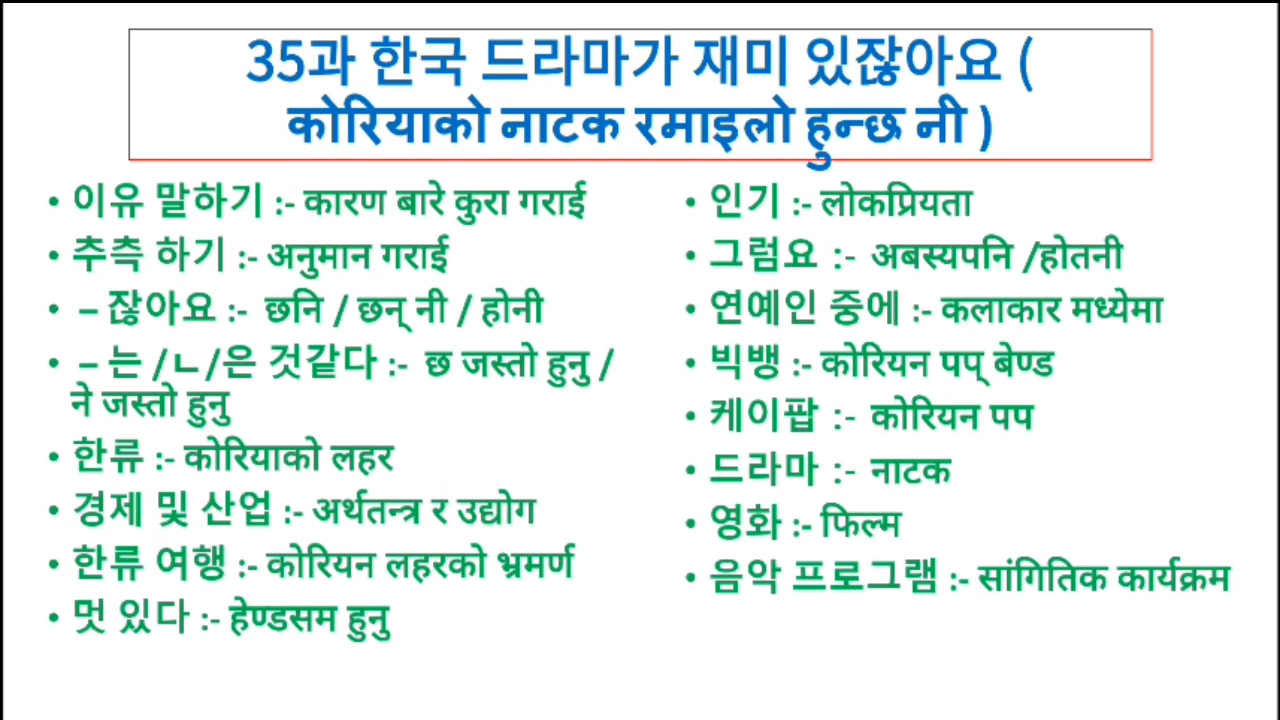 35과 한국 드라마가 재미 있잖아요 (
कोरियाको नाटक रमाइलो हुन्छ नी )
• 이유 말하기 :- कारण बारे कुरा गराई
• 추측 하기 :- अनुमान गराई
• – 잖아요 :- छनि / छन् नी / होनी
• – 는 /ㄴ/은 것같다 :- छ जस्तो हुनु /
ने जस्तो हुनु
• 한류 :- कोरियाको लहर
• 경제 및 산업 :- अर्थतन्त्र र उद्योग
• 한류 여행 :- कोरियन लहरको भ्रमर्ण
• 멋 있다 :- हेण्डसम हुनु
• 인기 :- लोकप्रियता
• 그럼요 :- अबस्यपनि /होतनी
• 연예인 중에 :- कलाकार मध्येमा
• 빅뱅 :- कोरियन पप् बेण्ड
• 케이팝 :- कोरियन पप
• 드라마 :- नाटक
• 영화 :- फिल्म
• 음악 프로그램 :- सांगितिक कार्यक्रम